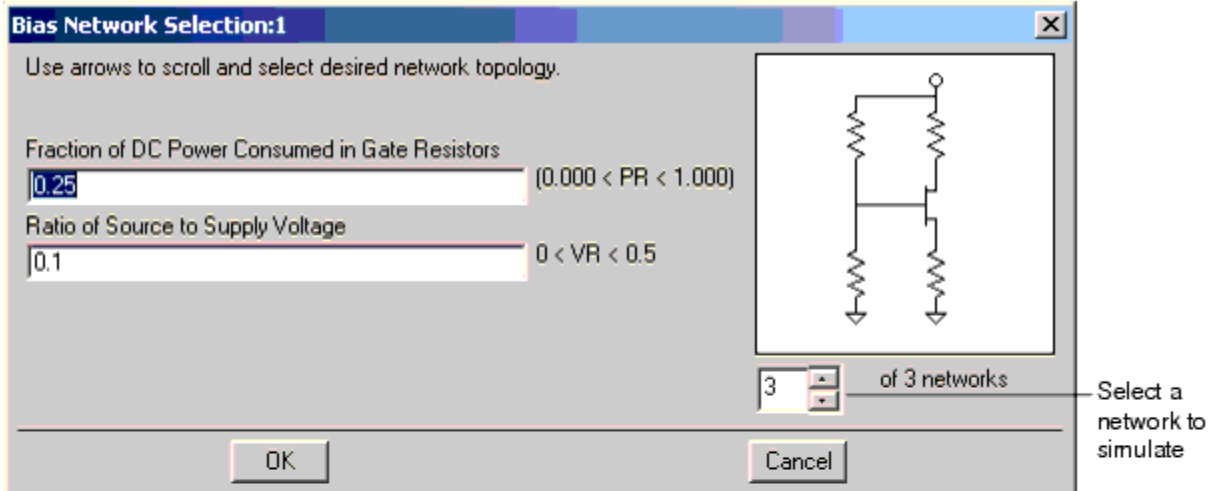 Bias Network Selection:1
Use arrows to scroll and select desired network topology.
Fraction of DC Power Consumed in Gate Resistors
0.25
(0.000 < PR < 1.000)
Ratio of Source to Supply Voltage
0.1
0 < VR < 0.5
3
of 3 networks
Select a
network to
simulate
OK
Cancel